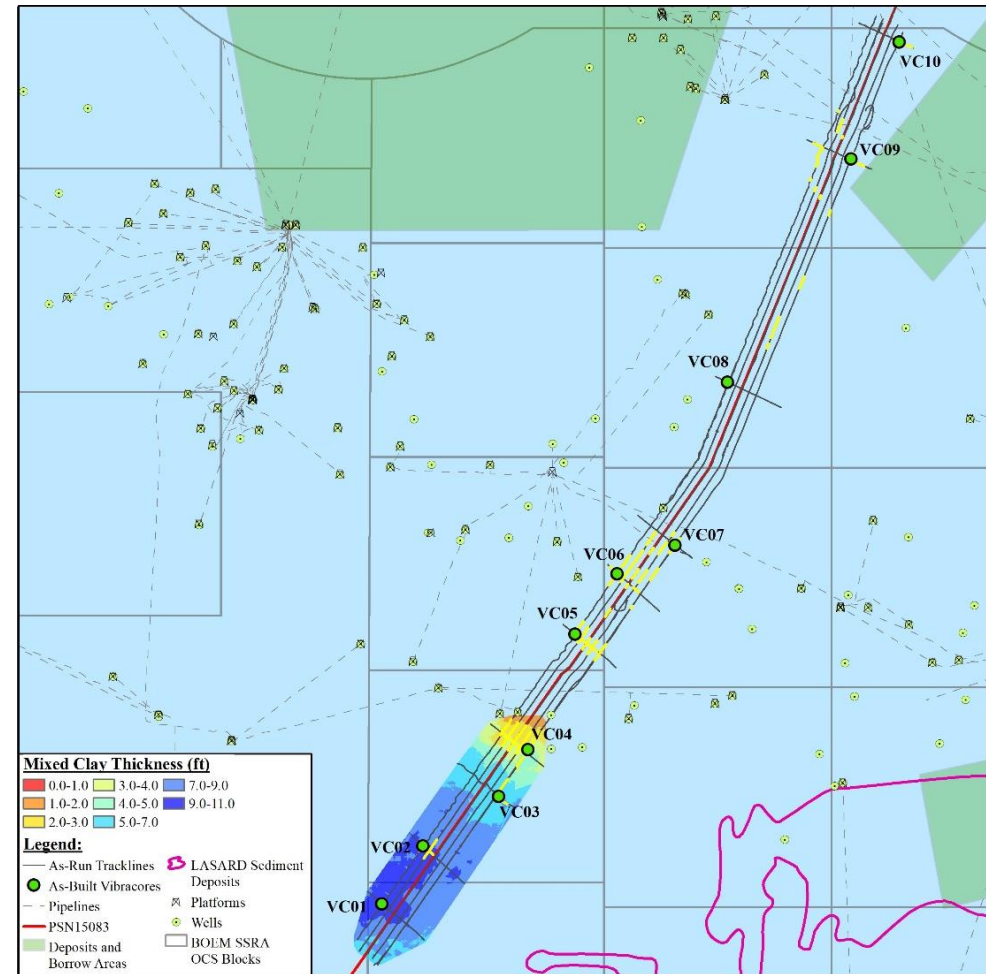 VC10
VC09
VC08
VC07
VC06
VC05
VC04
VC03
VC02
VC01
Mixed Clay Thickness (ft)
0.0-1.0 3.0-4.0 7.0-9.0
1.0-2.0 4.0-5.0 9.0-11.0
2.0-3.0 5.0-7.0
Legend:
As-Run Tracklines
As-Built Vibracores
Pipelines
PSN15083
Deposits and
Borrow Areas
LASARD Sediment
Deposits
Platforms
Wells
BOEM SSRA
OCS Blocks